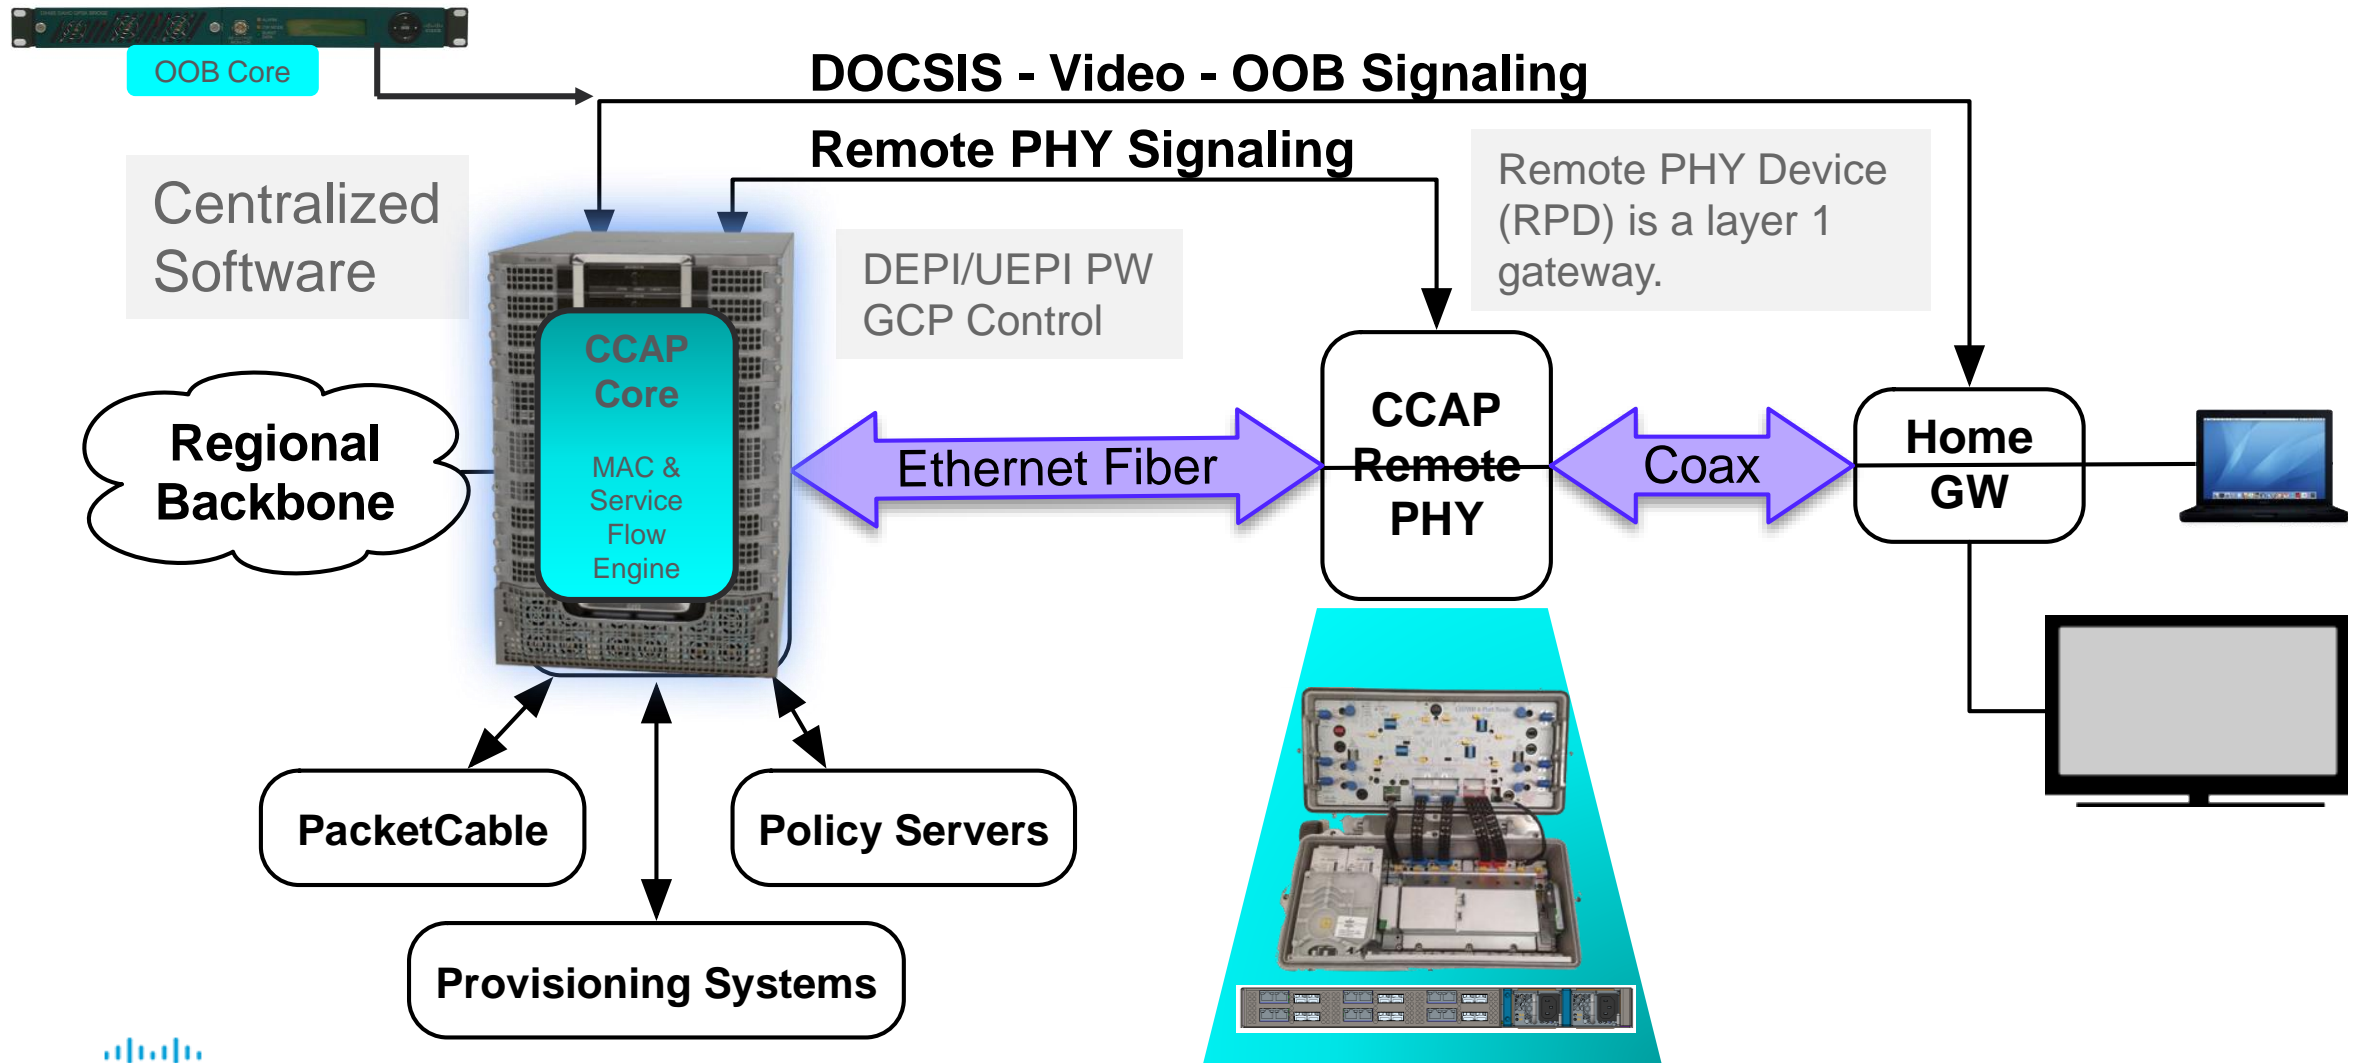 OOB Core
DOCSIS - Video - OOB Signaling
Remote PHY Signaling
Centralized
Software
DEPI/UEPI PW
GCP Control
Remote PHY Device
(RPD) is a layer 1
gateway.
CCAP
Core
MAC &
Service
Flow
Engine
Regional
Backbone
Ethernet Fiber
CCAP
Remote
PHY
Coax
Home
GW
PacketCable
Policy Servers
Provisioning Systems